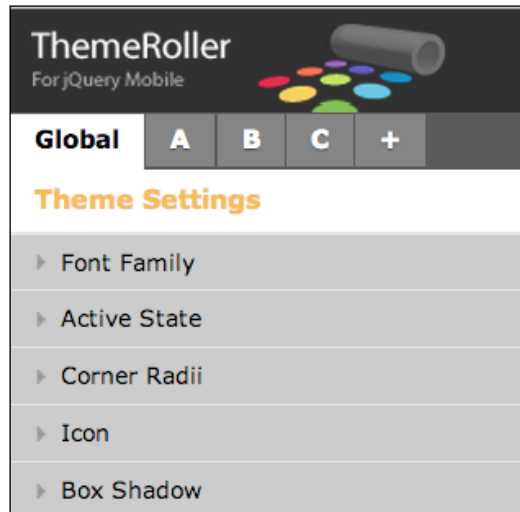 ThemeRoller
For jQuery Mobile
Global A B C +
Theme Settings
Font Family
Active State
Corner Radii
Icon
Box Shadow